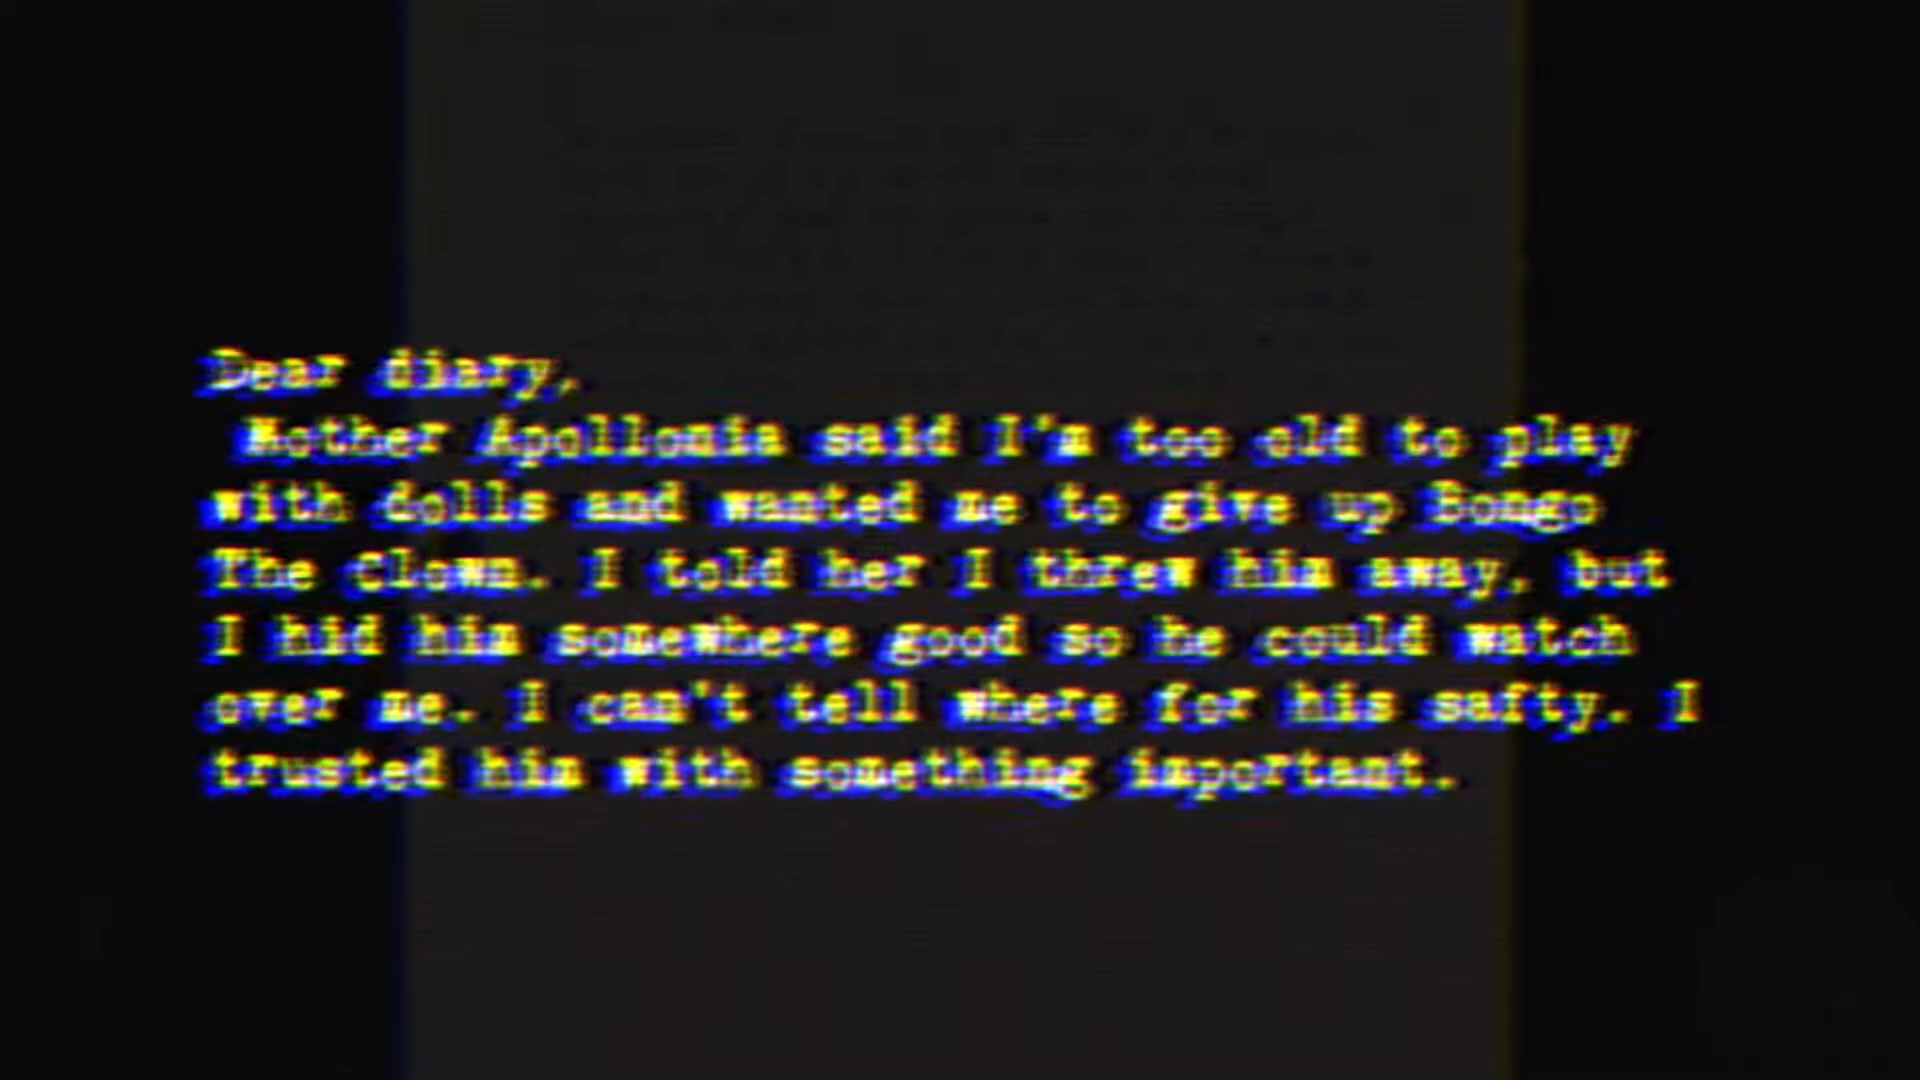 Dear diary,
Mother Apollonia said I'm too old to play
with dolls and wanted me to give up Bongo
The Clown. I told her I threw him away, but
I hid him somewhere good so he could watch
over me. I can't tell where for his safty. I
trusted him with something important.